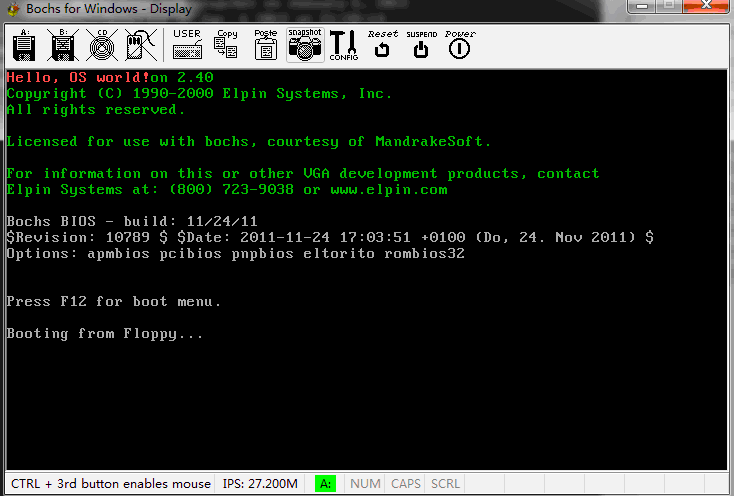 Bochs for Windows - Display
A: B: CD USER Copy Paste snapshot CONFIG Reset SUSPEND Power
Hello, OS world!on 2.40
Copyright (C) 1990-2000 Elpin Systems, Inc.
All rights reserved.
Licensed for use with bochs, courtesy of MandrakeSoft.
For information on this or other VGA development products, contact
Elpin Systems at: (800) 723-9038 or www.elpin.com
Bochs BIOS - build: 11/24/11
$Revision: 10789 $ $Date: 2011-11-24 17:03:51 +0100 (Do, 24. Nov 2011) $
Options: apmbios pcibios pnpbios eltorito rombios32
Press F12 for boot menu.
Booting from Floppy...
CTRL + 3rd button enables mouse IPS: 27.200M A: NUM CAPS SCRL